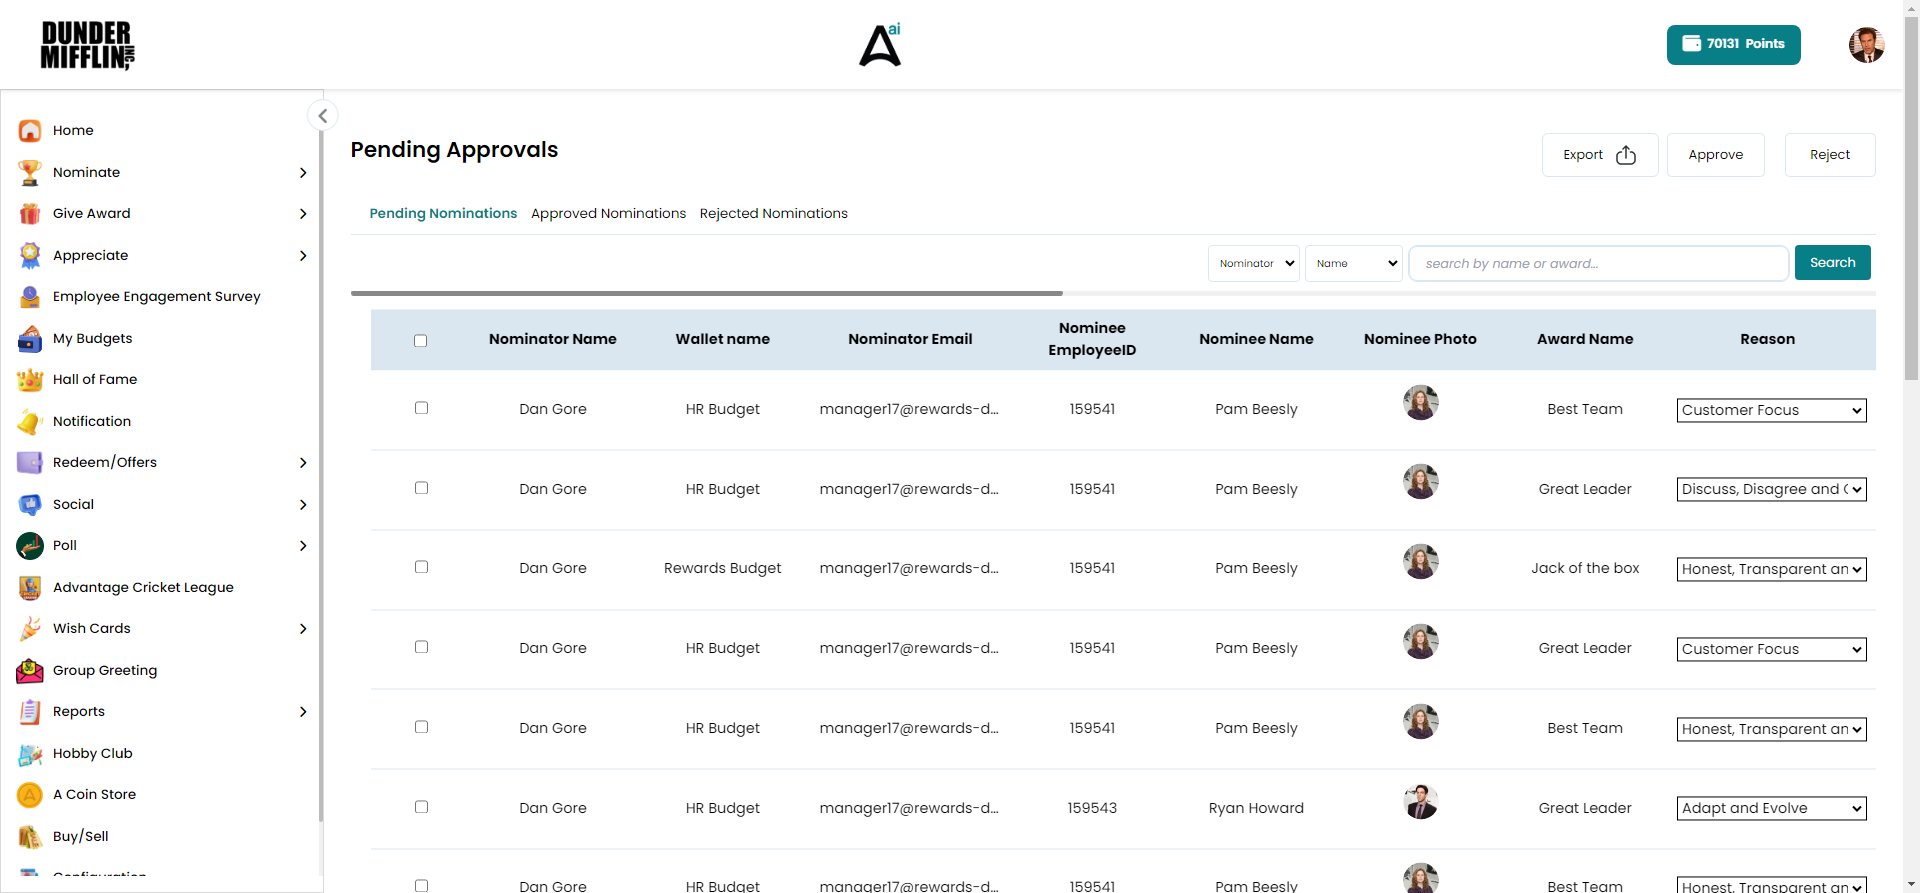 DUNDER
MIFFLIN, INC
ai
70131 Points
Home
Nominate
Give Award
Appreciate
Employee Engagement Survey
My Budgets
Hall of Fame
Notification
Redeem/Offers
Social
Poll
Advantage Cricket League
Wish Cards
Group Greeting
Reports
Hobby Club
A Coin Store
Buy/Sell
Configuration
Pending Approvals
Export
Approve
Reject
Pending Nominations Approved Nominations Rejected Nominations
Nominator Name search by name or award... Search
Nominator Name Wallet name Nominator Email Nominee EmployeeID Nominee Name Nominee Photo Award Name Reason
Dan Gore HR Budget manager17@rewards-d... 159541 Pam Beesly Best Team Customer Focus
Dan Gore HR Budget manager17@rewards-d... 159541 Pam Beesly Great Leader Discuss, Disagree and
Dan Gore Rewards Budget manager17@rewards-d... 159541 Pam Beesly Jack of the box Honest, Transparent an
Dan Gore HR Budget manager17@rewards-d... 159541 Pam Beesly Great Leader Customer Focus
Dan Gore HR Budget manager17@rewards-d... 159541 Pam Beesly Best Team Honest, Transparent an
Dan Gore HR Budget manager17@rewards-d... 159543 Ryan Howard Great Leader Adapt and Evolve
Dan Gore HR Budget manager17@rewards-d... 159541 Pam Beesly Best Team Honest, Transparent an